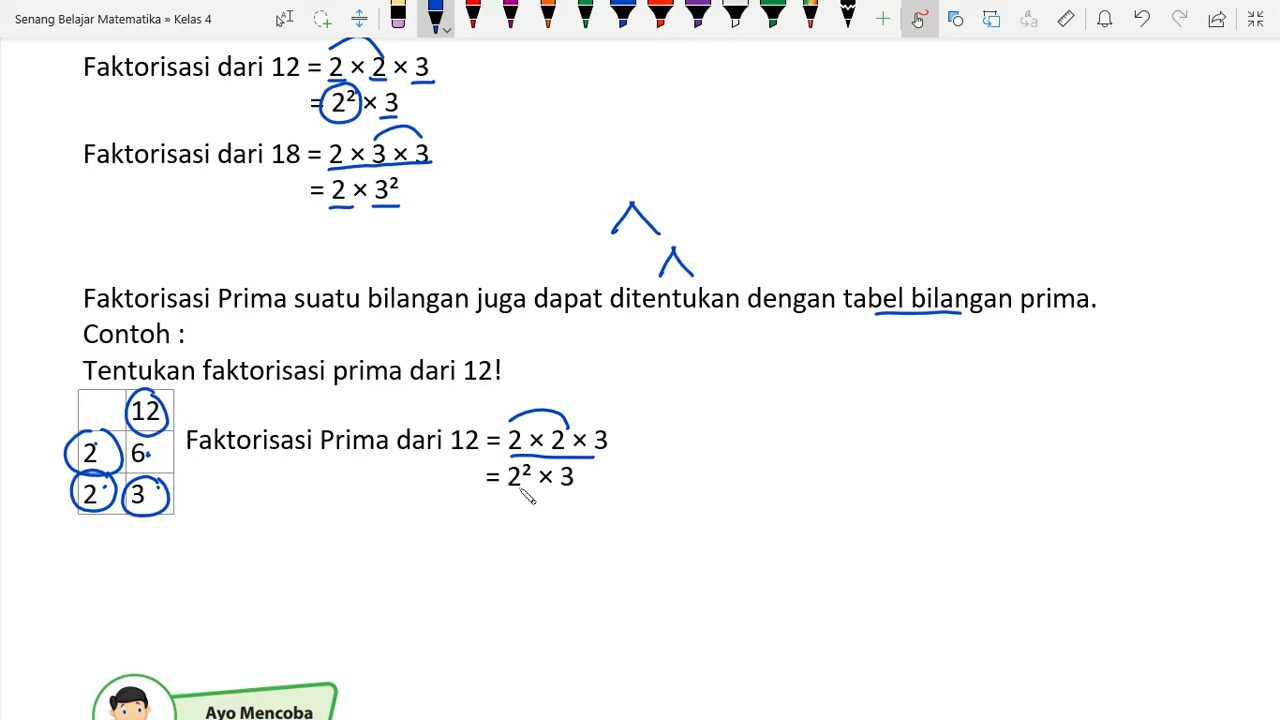 Senang Belajar Matematika » Kelas 4
Faktorisasi dari 12 = 2 × 2 × 3
= 2² × 3
Faktorisasi dari 18 = 2 × 3 × 3
= 2 × 3²
Faktorisasi Prima suatu bilangan juga dapat ditentukan dengan tabel bilangan prima.
Contoh :
Tentukan faktorisasi prima dari 12!
12
2 6
2 3
Faktorisasi Prima dari 12 = 2 × 2 × 3
= 2² × 3
Ayo Mencoba